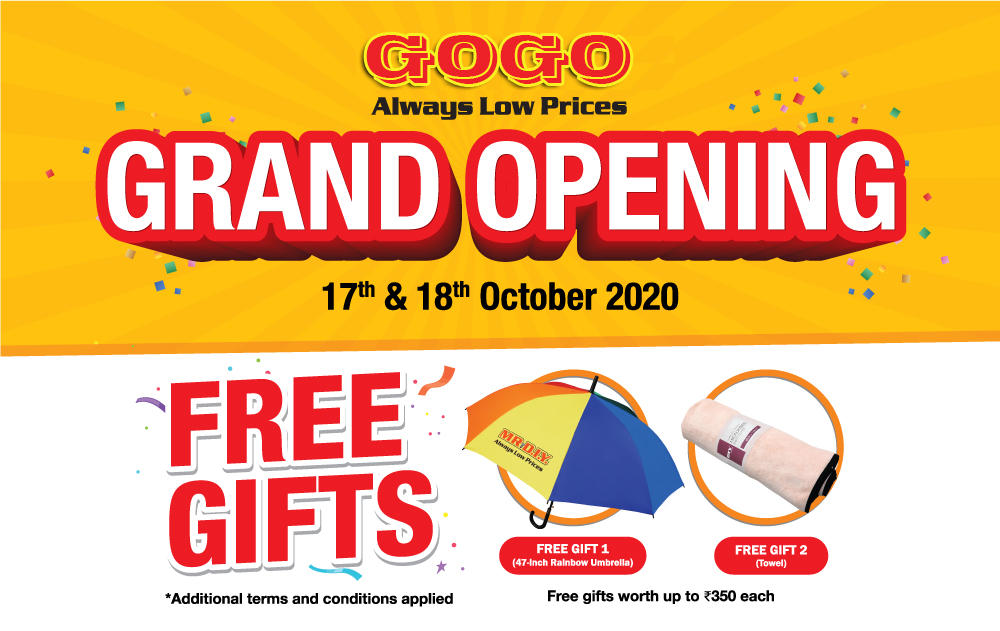 GOGO
Always Low Prices
GRAND OPENING
17th & 18th October 2020
FREE
GIFTS
*Additional terms and conditions applied
MR.D.I.Y.
Always Low Prices
FREE GIFT 1
(47-inch Rainbow Umbrella)
FREE GIFT 2
(Towel)
Free gifts worth up to ₹350 each